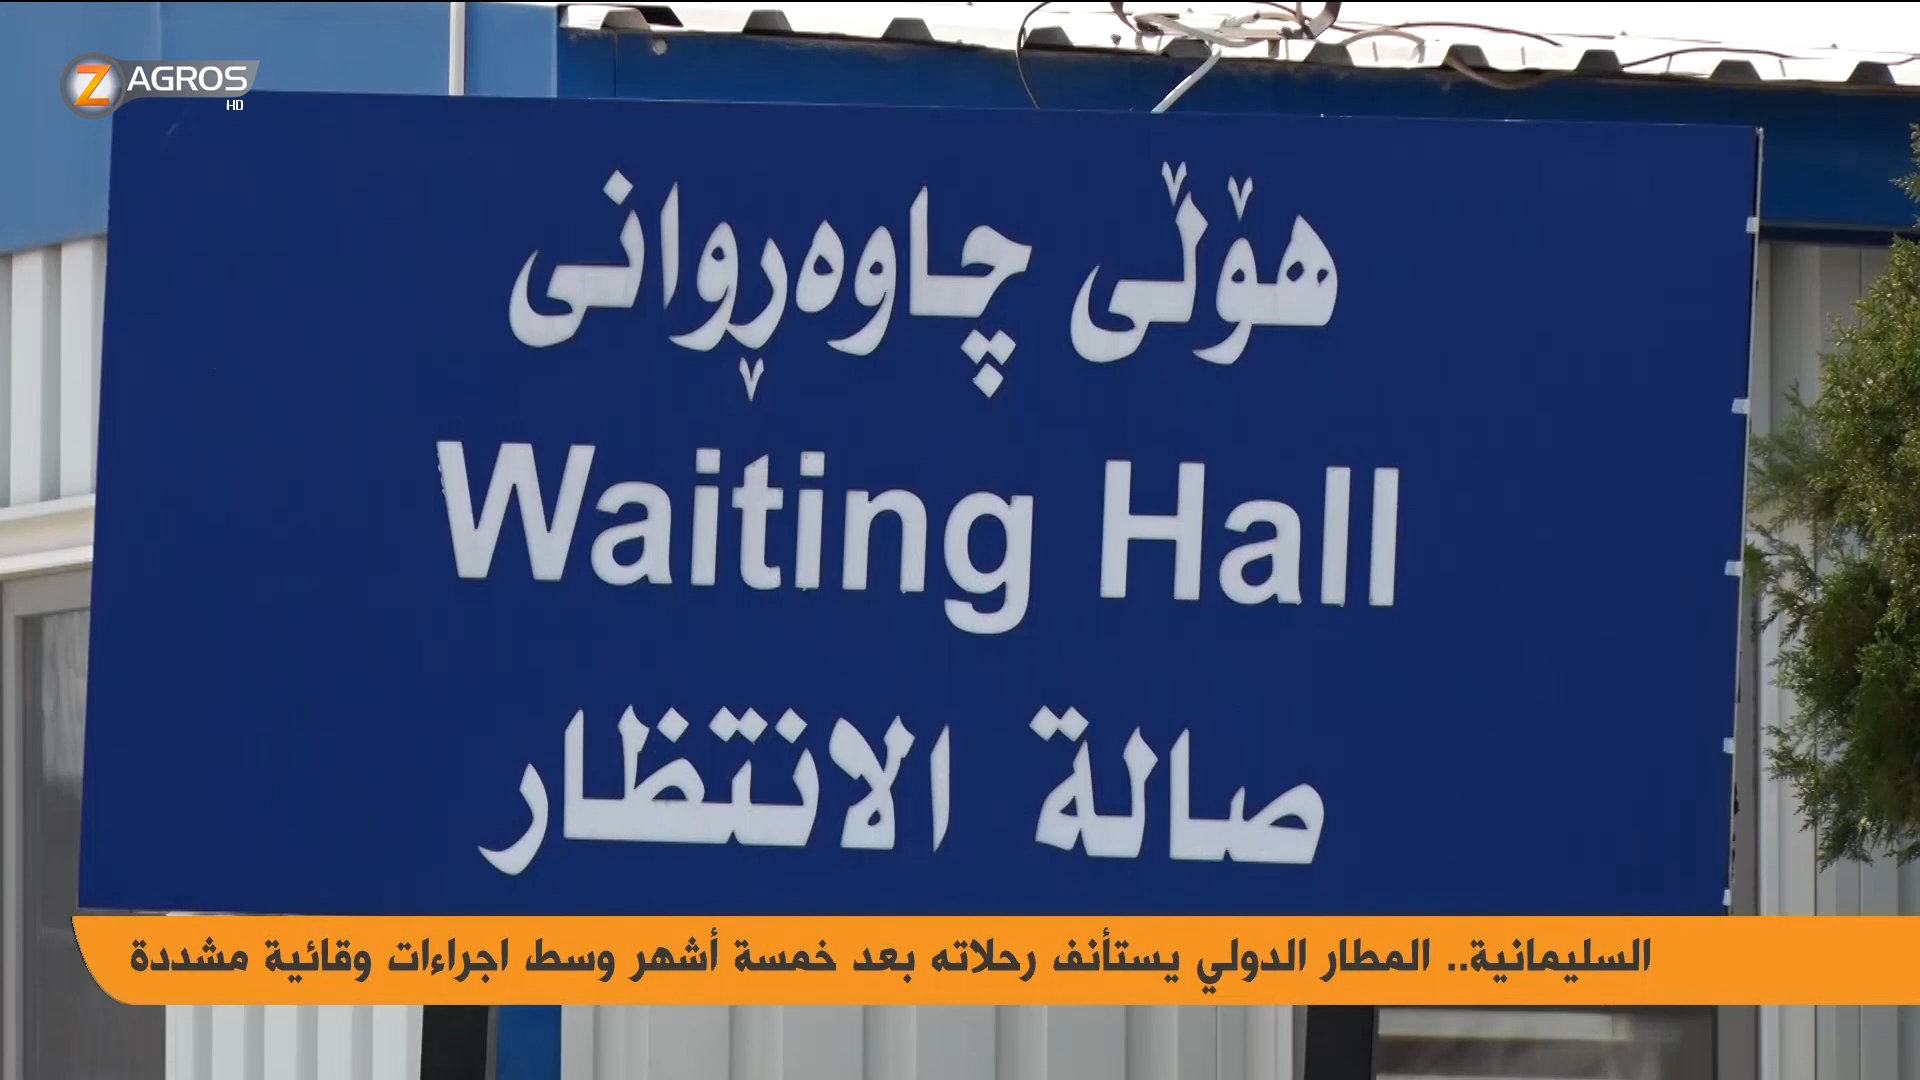 ZAGROS
HD
هۆڵی چاوەڕوانی
Waiting Hall
صالة الانتظار
السليمانية.. المطار الدولي يستأنف رحلاته بعد خمسة أشهر وسط اجراءات وقائية مشددة